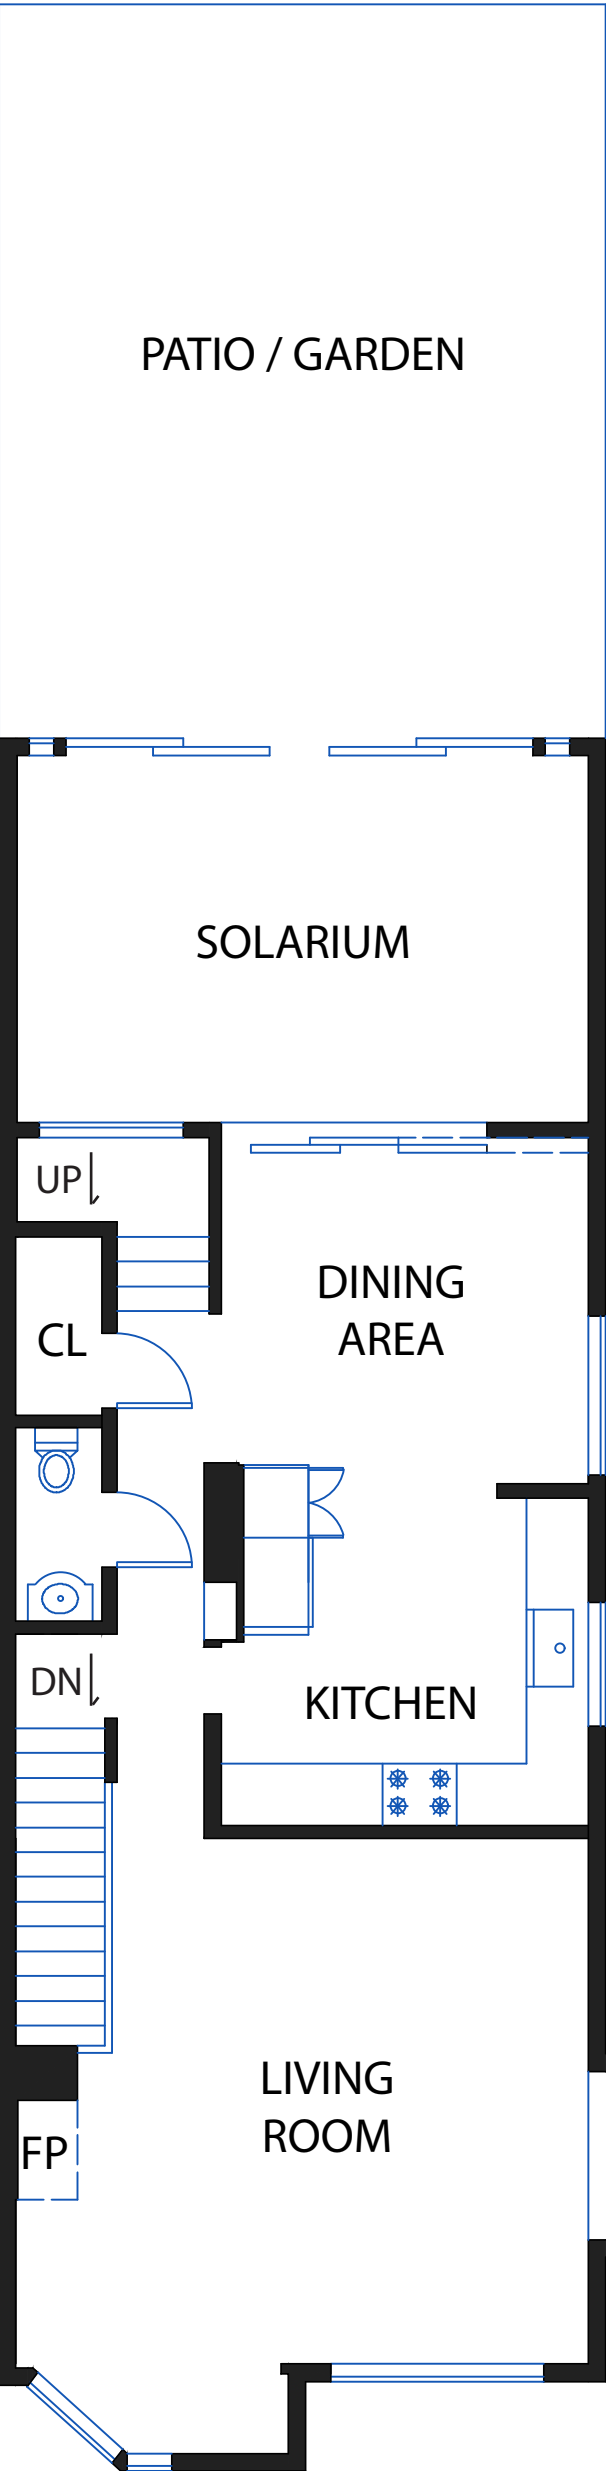 PATIO / GARDEN
SOLARIUM
UP
DINING
AREA
CL
DN
KITCHEN
LIVING
ROOM
FP